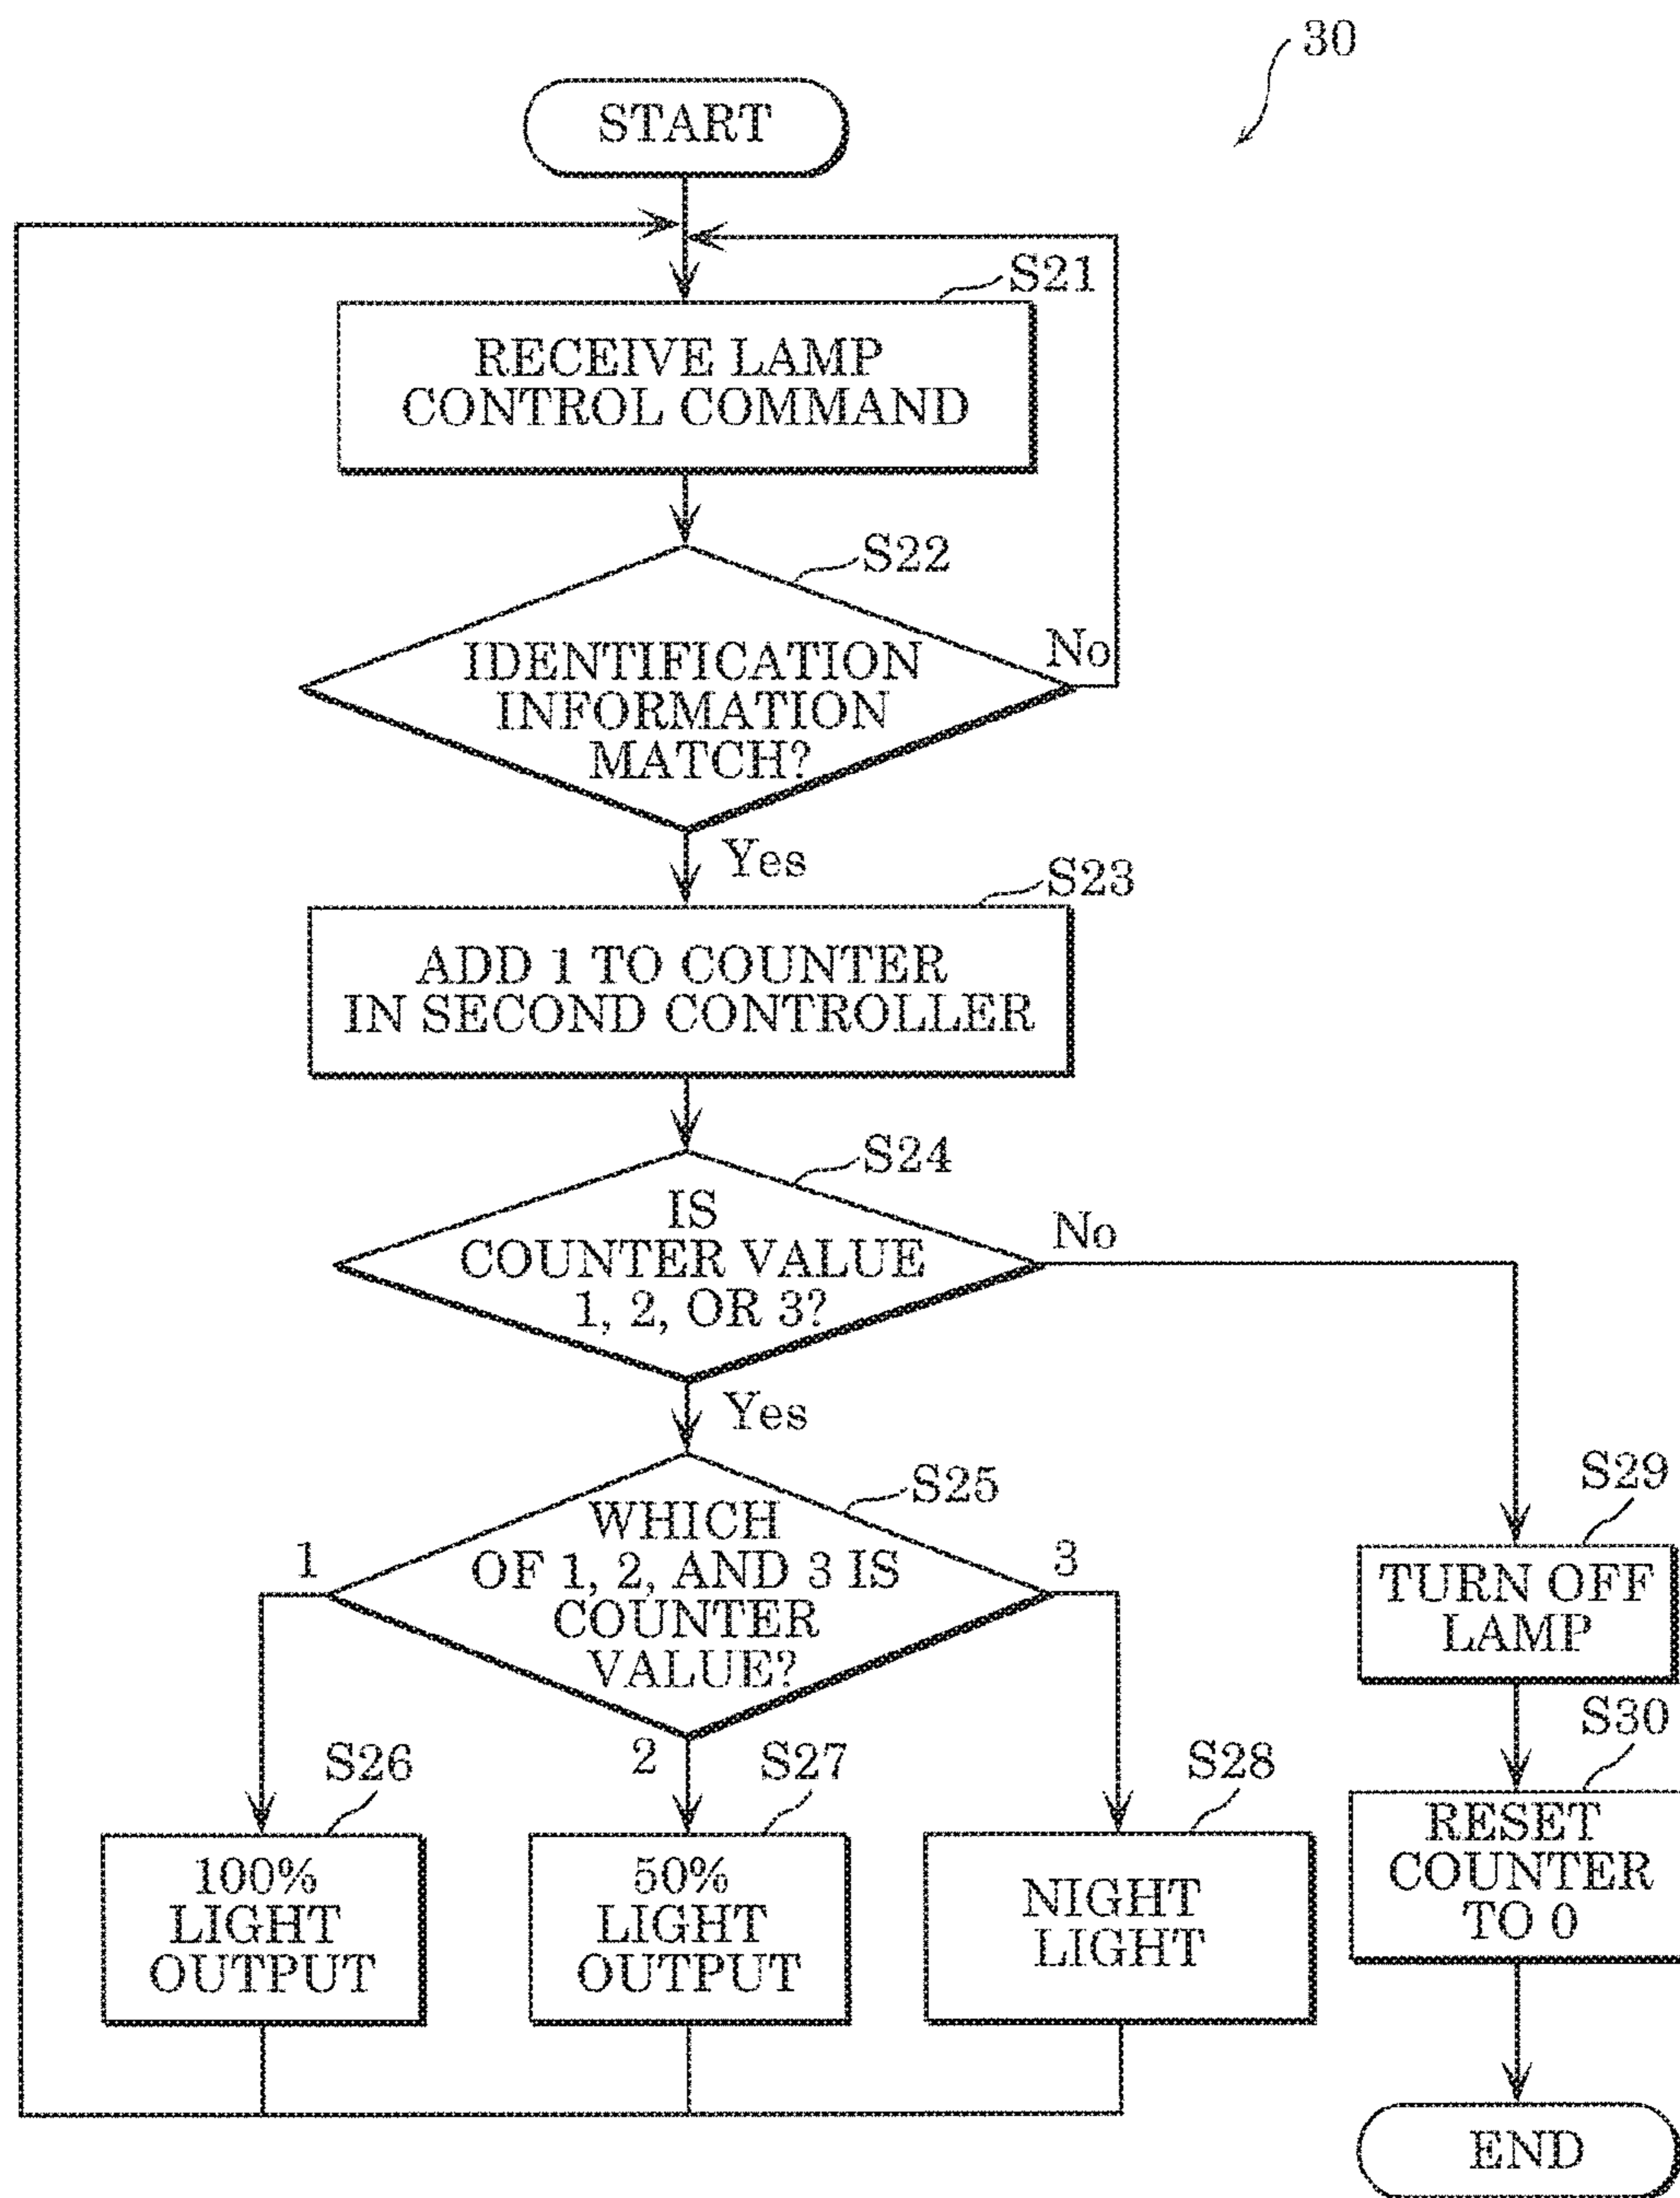 30
START
S21
RECEIVE LAMP
CONTROL COMMAND
S22
IDENTIFICATION
INFORMATION
MATCH?
No
Yes
S23
ADD 1 TO COUNTER
IN SECOND CONTROLLER
S24
IS
COUNTER VALUE
1, 2, OR 3?
No
Yes
S25
WHICH
OF 1, 2, AND 3 IS
COUNTER
VALUE?
1
2
3
S26
100%
LIGHT
OUTPUT
S27
50%
LIGHT
OUTPUT
S28
NIGHT
LIGHT
S29
TURN OFF
LAMP
S30
RESET
COUNTER
TO 0
END